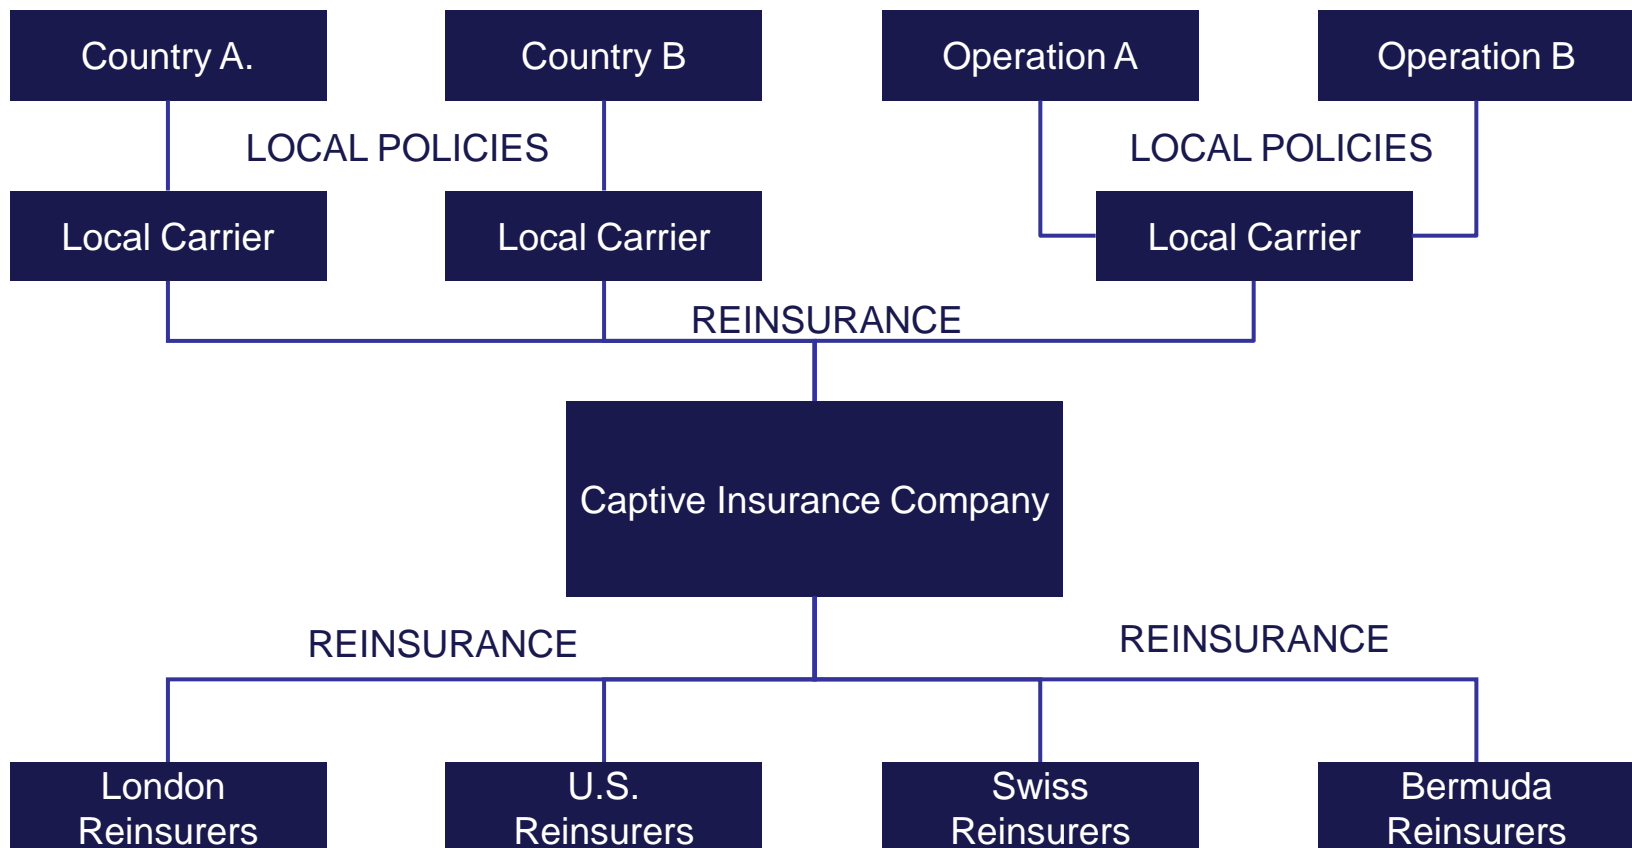 Country A.
Country B
Operation A
Operation B
LOCAL POLICIES
LOCAL POLICIES
Local Carrier
Local Carrier
Local Carrier
REINSURANCE
Captive Insurance Company
REINSURANCE
REINSURANCE
London
Reinsurers
U.S.
Reinsurers
Swiss
Reinsurers
Bermuda
Reinsurers